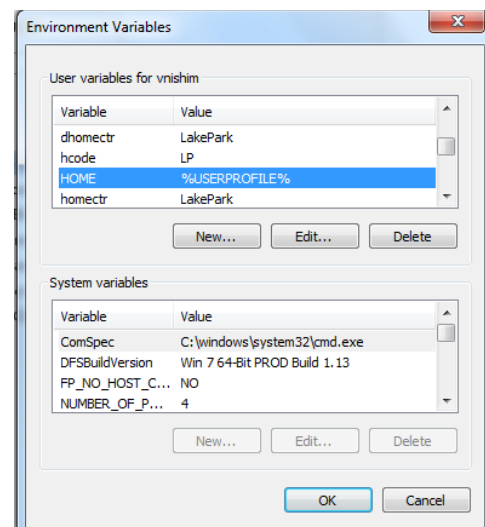 Environment Variables
User variables for vnishim
Variable Value
dhomectr LakePark
hcode LP
HOME %USERPROFILE%
homectr LakePark
New... Edit... Delete
System variables
Variable Value
ComSpec C:\windows\system32\cmd.exe
DFSBuildVersion Win 7 64-Bit PROD Build 1.13
FP_NO_HOST_C... NO
NUMBER_OF_P... 4
New... Edit... Delete
OK Cancel